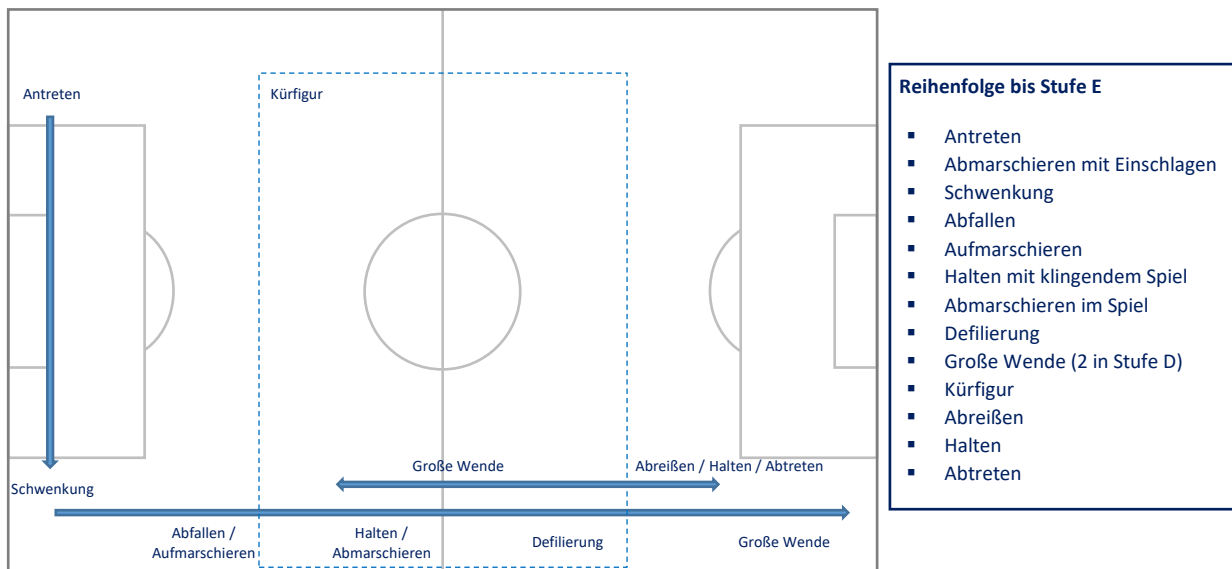 Antreten
Kürfigur
Große Wende
Abreißen / Halten / Abtreten
Schwenkung
Abfallen /
Aufmarschieren
Halten /
Abmarschieren
Defilierung
Große Wende
Reihenfolge bis Stufe E
▪ Antreten
▪ Abmarschieren mit Einschlagen
▪ Schwenkung
▪ Abfallen
▪ Aufmarschieren
▪ Halten mit klingendem Spiel
▪ Abmarschieren im Spiel
▪ Defilierung
▪ Große Wende (2 in Stufe D)
▪ Kürfigur
▪ Abreißen
▪ Halten
▪ Abtreten